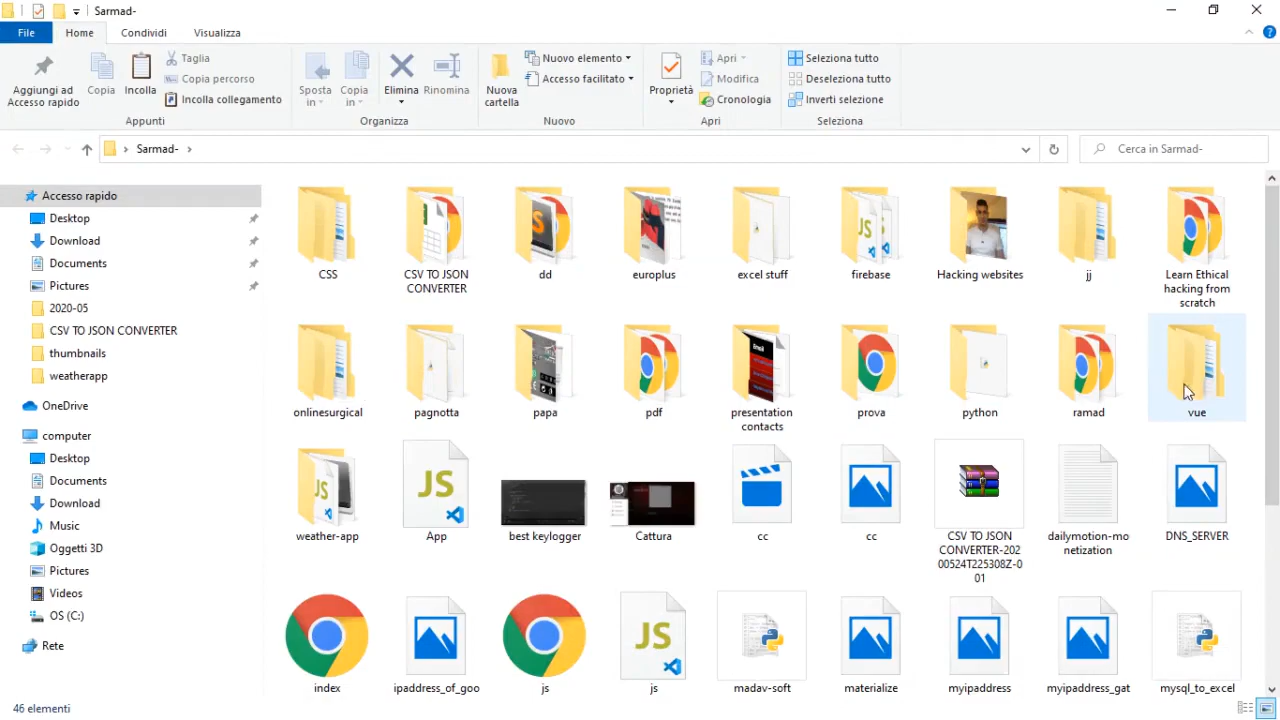 Sarmad-
File Home Condividi Visualizza
Aggiungi ad
Accesso rapido
Copia
Incolla
Taglia
Copia percorso
Incolla collegamento
Appunti
Sposta
in
Copia
in
Elimina
Rinomina
Organizza
Nuova
cartella
Nuovo elemento
Accesso facilitato
Nuovo
Proprietà
Apri
Modifica
Cronologia
Apri
Seleziona tutto
Deseleziona tutto
Inverti selezione
Seleziona
Sarmad-
Cerca in Sarmad-
Accesso rapido
Desktop
Download
Documents
Pictures
2020-05
CSV TO JSON CONVERTER
thumbnails
weatherapp
OneDrive
computer
Desktop
Documents
Download
Music
Oggetti 3D
Pictures
Videos
OS (C:)
Rete
CSS
CSV TO JSON
CONVERTER
dd
europlus
excel stuff
JS
firebase
Hacking websites
jj
Learn Ethical
hacking from
scratch
onlinesurgical
pagnotta
papa
pdf
Email
presentation
contacts
prova
python
ramad
vue
JS
weather-app
JS
App
best keylogger
Cattura
cc
cc
CSV TO JSON
CONVERTER-202
00524T225308Z-0
01
dailymotion-mo
netization
DNS_SERVER
index
ipaddress_of_goo
js
JS
js
madav-soft
materialize
myipaddress
myipaddress_gat
mysql_to_excel
46 elementi